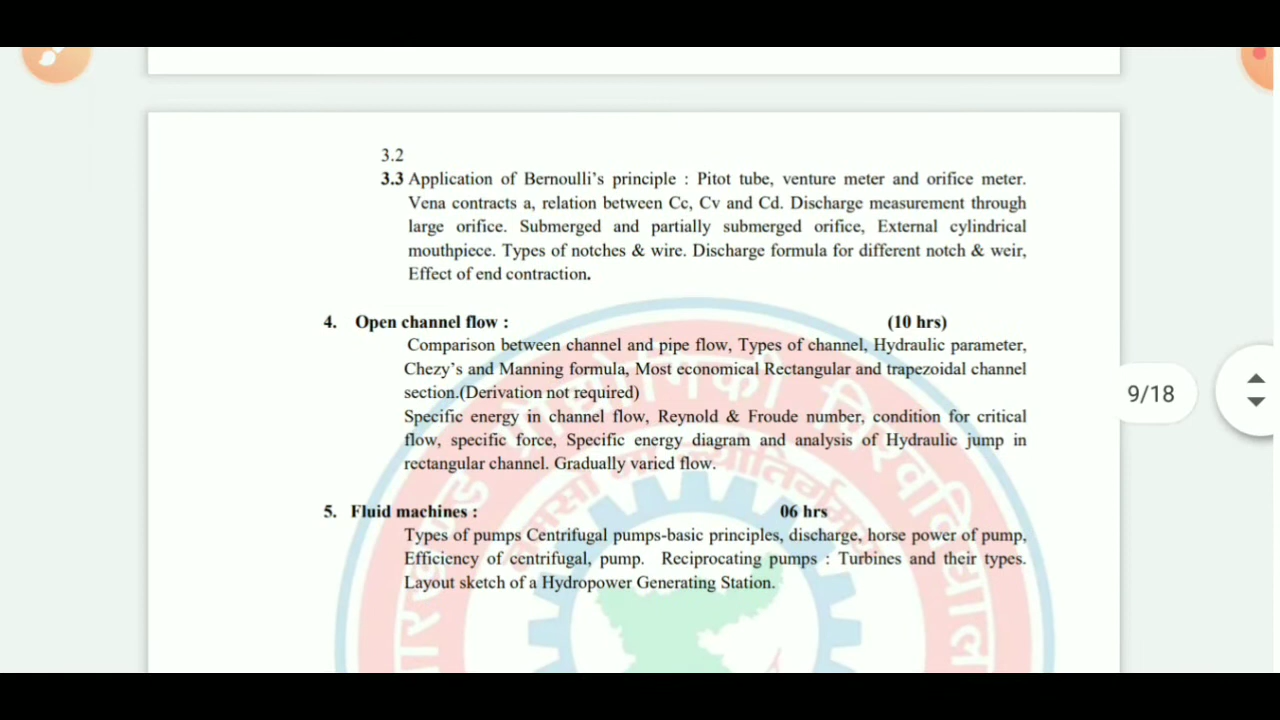 3.2
3.3 Application of Bernoulli's principle : Pitot tube, venture meter and orifice meter.
Vena contracts a, relation between Cc, Cv and Cd. Discharge measurement through
large orifice. Submerged and partially submerged orifice, External cylindrical
mouthpiece. Types of notches & wire. Discharge formula for different notch & weir,
Effect of end contraction.
4. Open channel flow : (10 hrs)
Comparison between channel and pipe flow, Types of channel, Hydraulic parameter,
Chezy's and Manning formula, Most economical Rectangular and trapezoidal channel
section.(Derivation not required)
Specific energy in channel flow, Reynold & Froude number, condition for critical
flow, specific force, Specific energy diagram and analysis of Hydraulic jump in
rectangular channel. Gradually varied flow.
9/18
5. Fluid machines : 06 hrs
Types of pumps Centrifugal pumps-basic principles, discharge, horse power of pump,
Efficiency of centrifugal, pump. Reciprocating pumps : Turbines and their types.
Layout sketch of a Hydropower Generating Station.